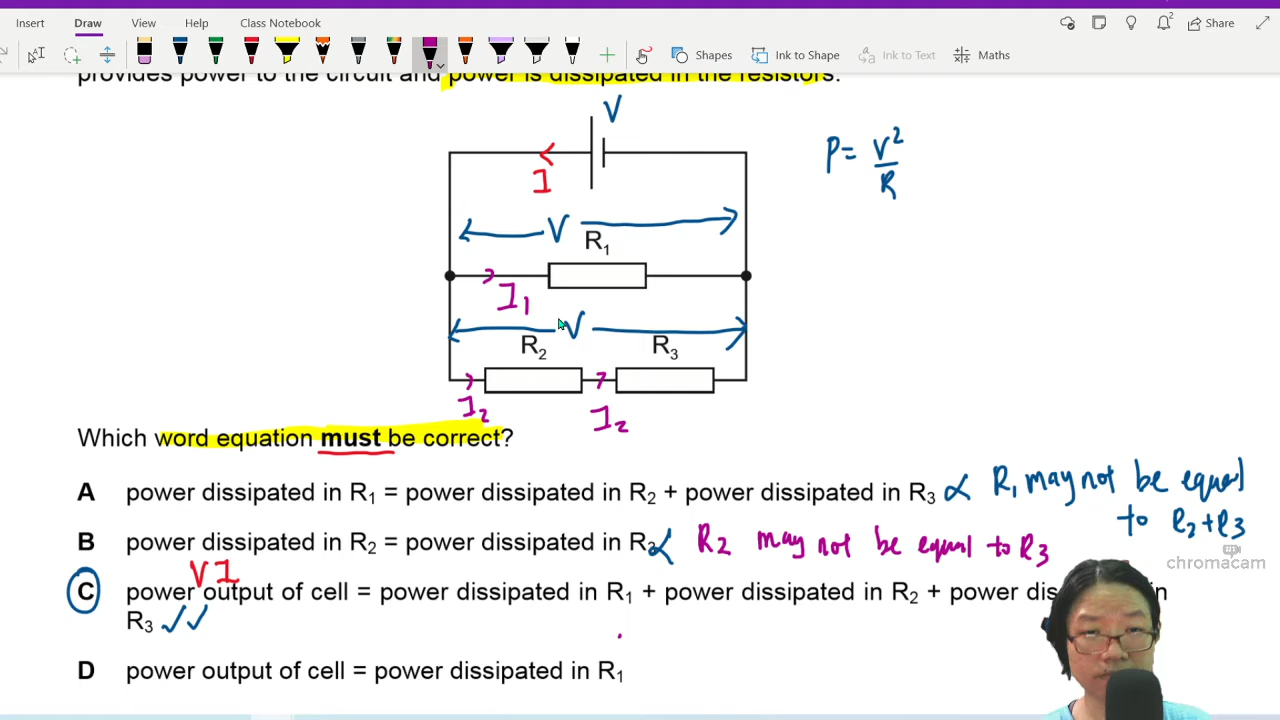 Insert Draw View Help Class Notebook Share
Shapes Ink to Shape Ink to Text Maths
provides power to the circuit and power is dissipated in the resistors.
V
P = V²/R
I
V
R₁
I₁
V
R₂ R₃
I₂ I₂
Which word equation must be correct?
A power dissipated in R₁ = power dissipated in R₂ + power dissipated in R₃ R₁ may not be equal
to R₂+R₃
B power dissipated in R₂ = power dissipated in R₃ R₂ may not be equal to R₃
chromacam
VI
C power output of cell = power dissipated in R₁ + power dissipated in R₂ + power dis in
R₃ ✓✓
D power output of cell = power dissipated in R₁